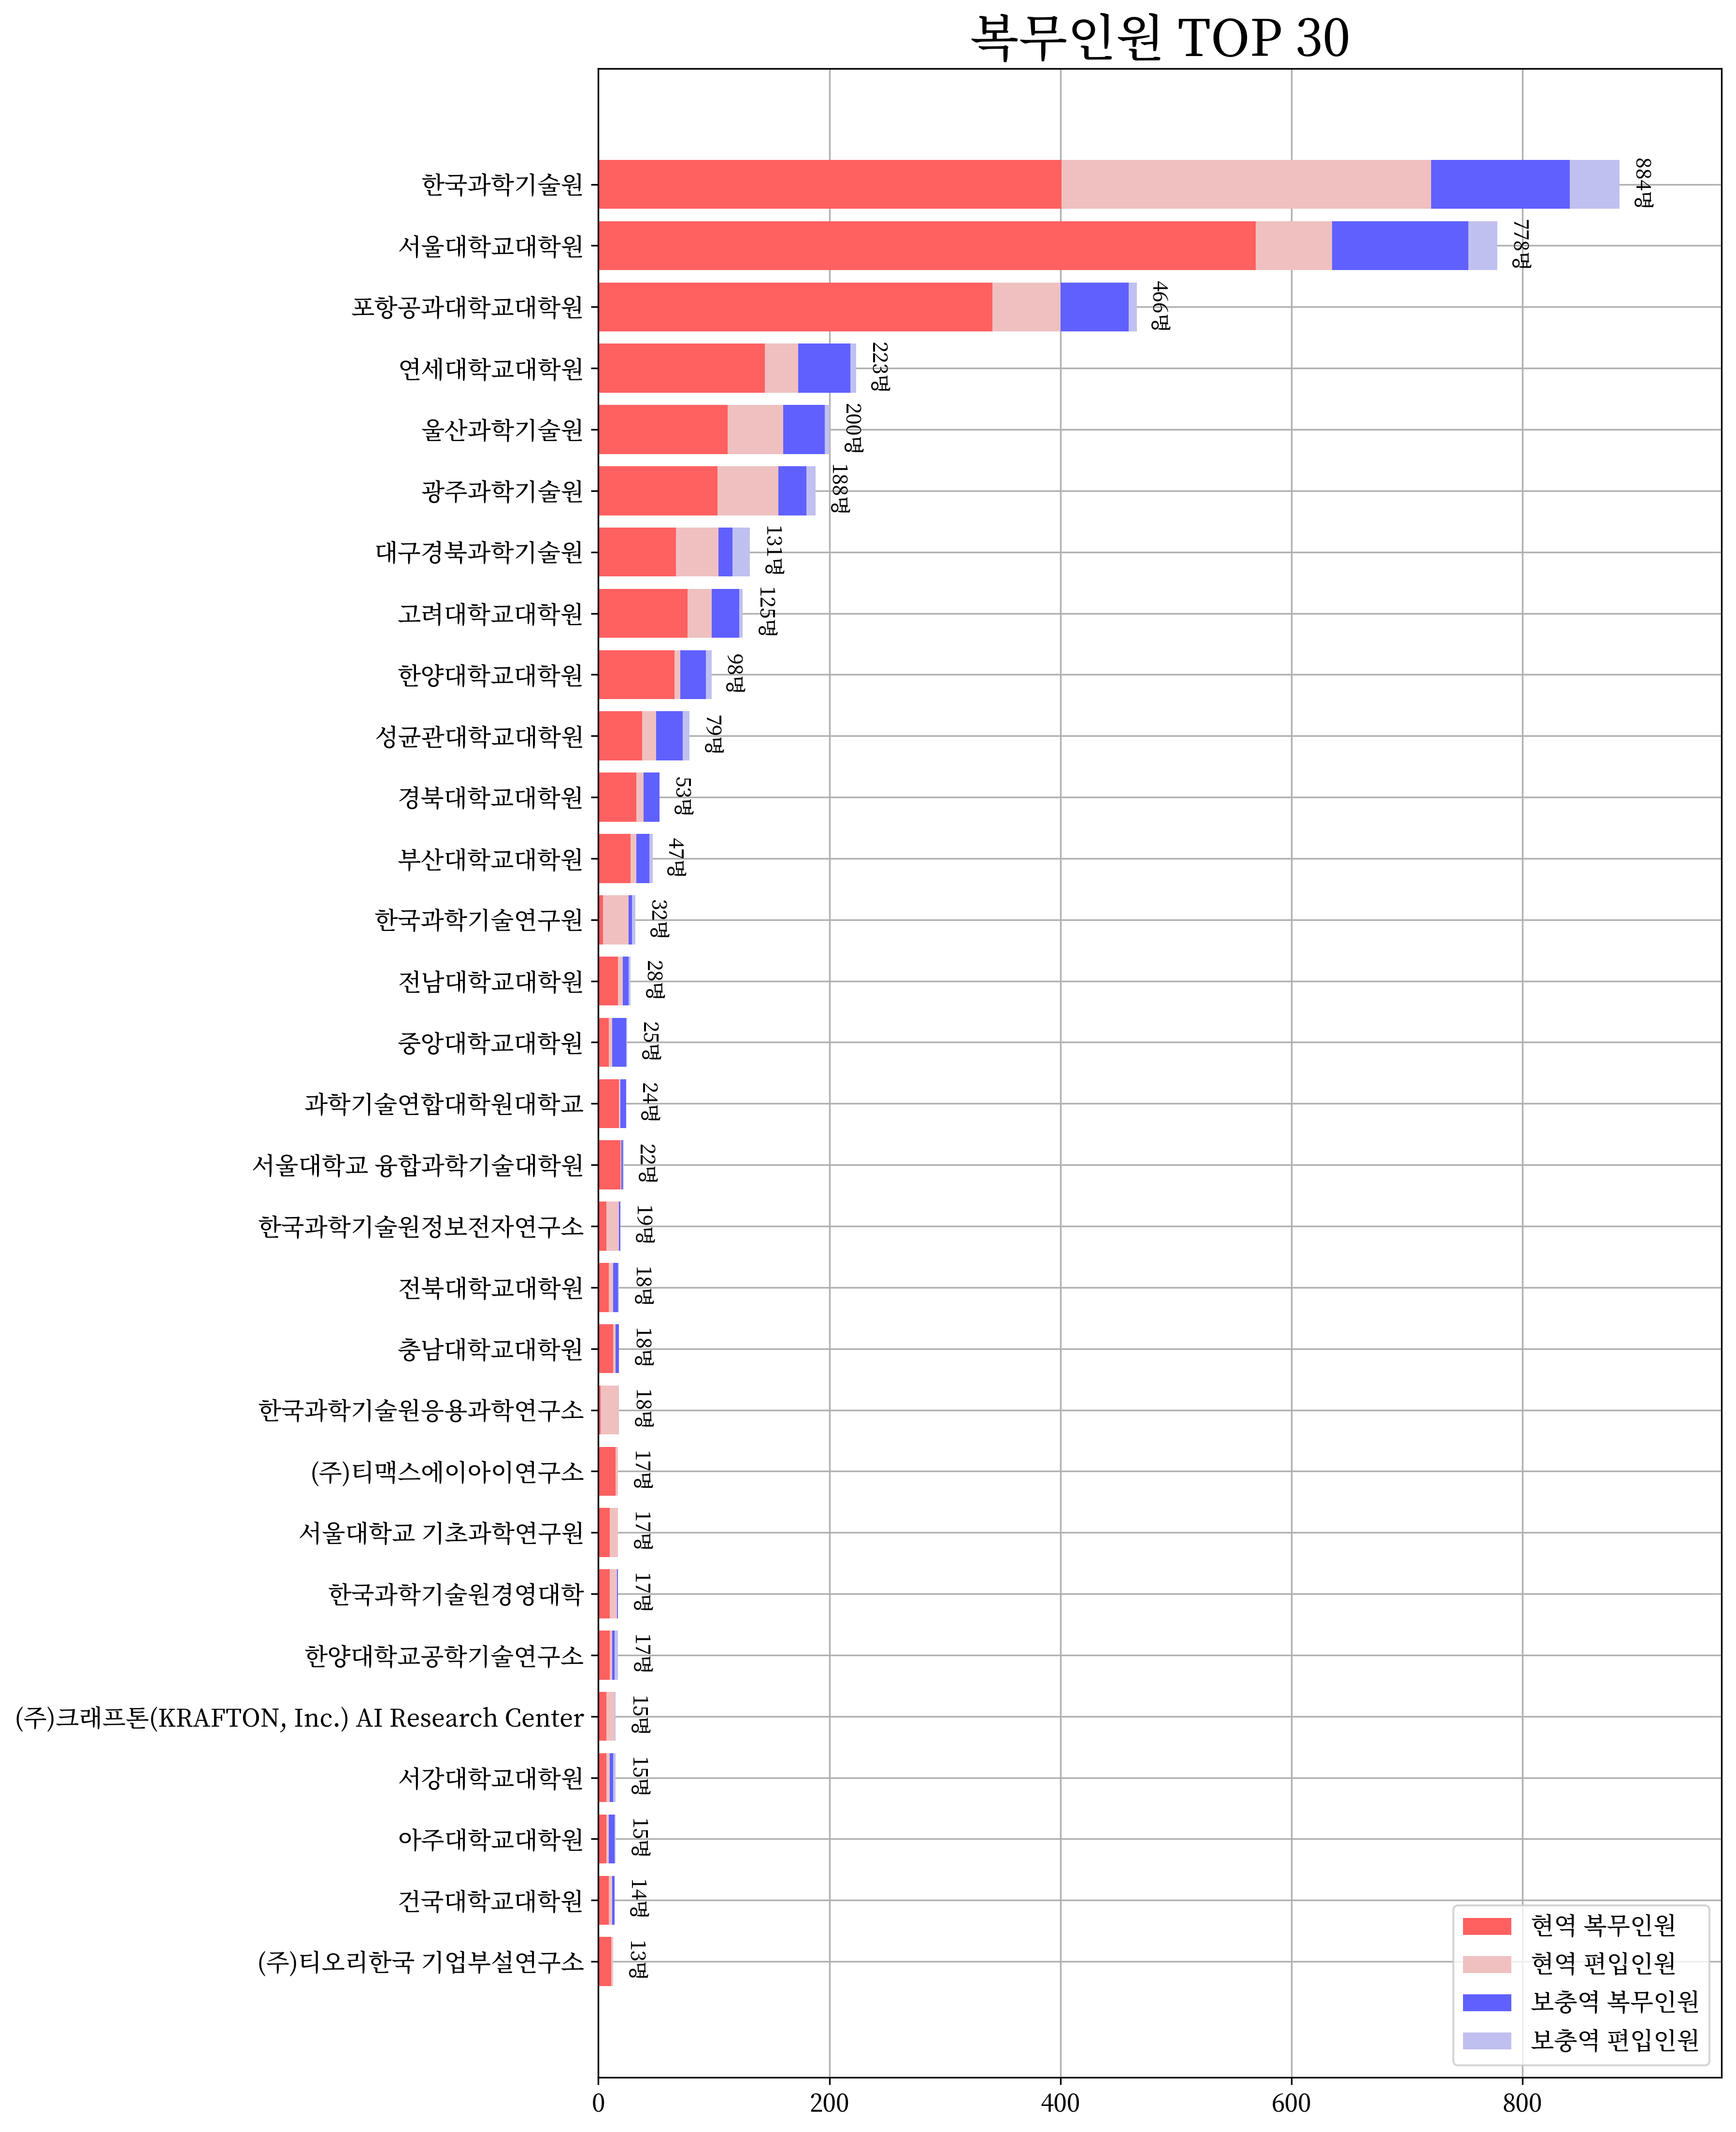 복무인원 TOP 30
한국과학기술원 884명
서울대학교대학원 778명
포항공과대학교대학원 466명
연세대학교대학원 223명
울산과학기술원 200명
광주과학기술원 188명
대구경북과학기술원 131명
고려대학교대학원 125명
한양대학교대학원 98명
성균관대학교대학원 79명
경북대학교대학원 53명
부산대학교대학원 47명
한국과학기술연구원 32명
전남대학교대학원 28명
중앙대학교대학원 25명
과학기술연합대학원대학교 24명
서울대학교 융합과학기술대학원 22명
한국과학기술원정보전자연구소 19명
전북대학교대학원 18명
충남대학교대학원 18명
한국과학기술원응용과학연구소 18명
(주)티맥스에이아이연구소 17명
서울대학교 기초과학연구원 17명
한국과학기술원경영대학 17명
한양대학교공학기술연구소 17명
(주)크래프톤(KRAFTON, Inc.) AI Research Center 15명
서강대학교대학원 15명
아주대학교대학원 15명
건국대학교대학원 14명
(주)티오리한국 기업부설연구소 13명
현역 복무인원
현역 편입인원
보충역 복무인원
보충역 편입인원
0 200 400 600 800